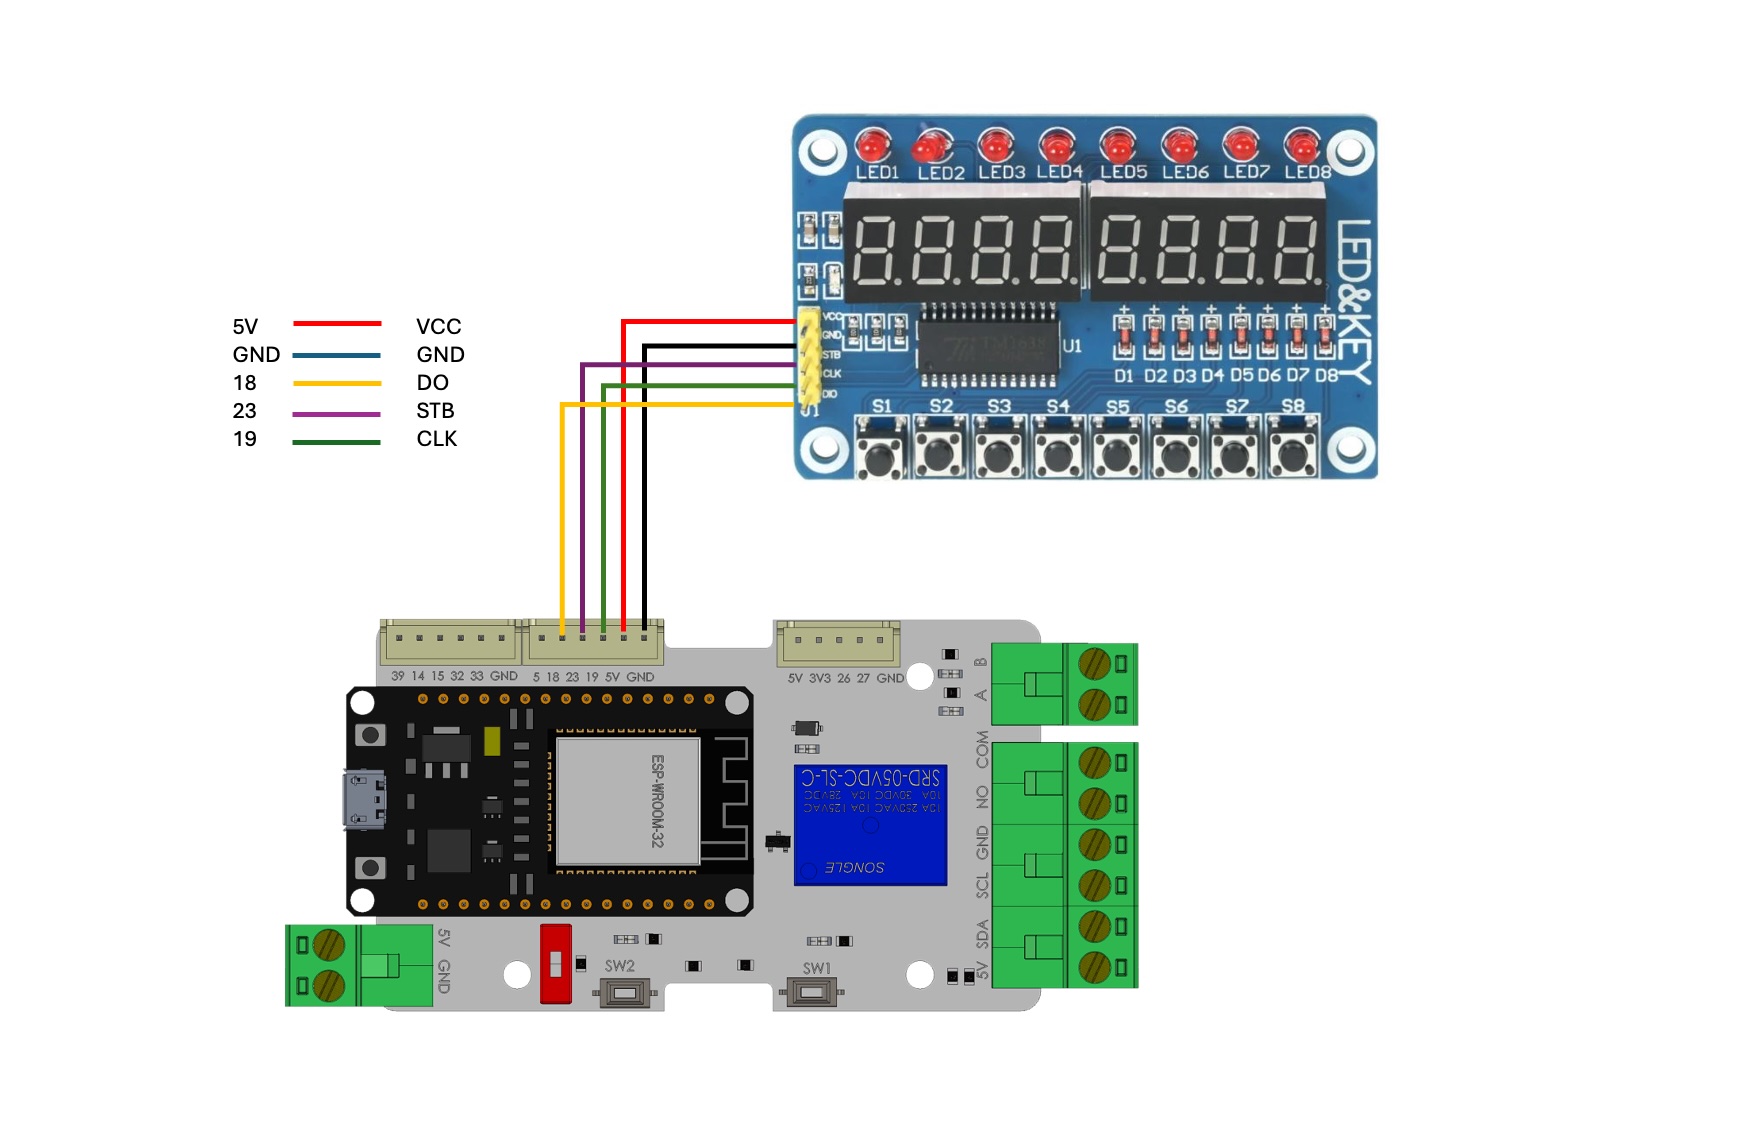 LED1 LED2 LED3 LED4 LED5 LED6 LED7 LED8
LED&KEY
VCC
GND
STB
CLK
DIO
TM1638
U1
D1 D2 D3 D4 D5 D6 D7 D8
J1
S1 S2 S3 S4 S5 S6 S7 S8
5V VCC
GND GND
18 DO
23 STB
19 CLK
39 14 15 32 33 GND
5 18 23 19 5V GND
5V 3V3 26 27 GND
B
A
COM
NO
GND
SCL
SDA
5V
ESP-WROOM-32
SRD-05VDC-SL-C
10A 30VDC 10A 28VDC
10A 250VAC 10A 125VAC
SONGLE
5V
GND
SW2
SW1